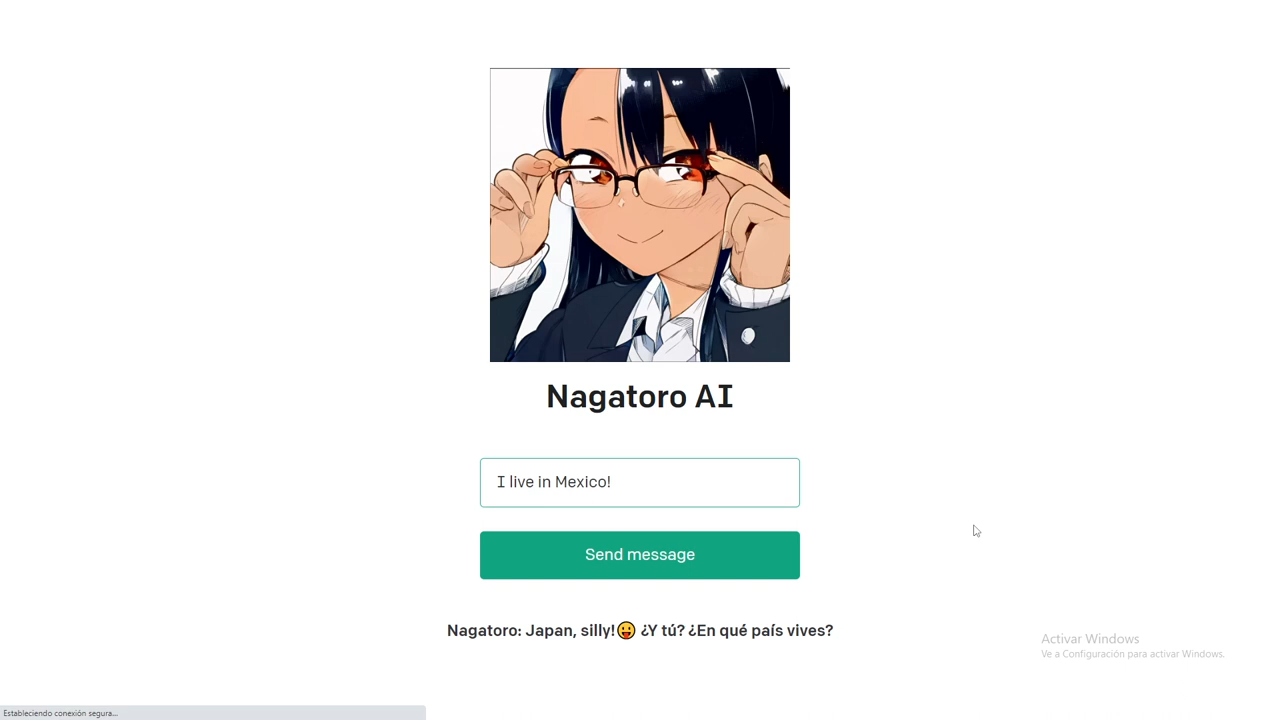 Nagatoro AI
I live in Mexico!
Send message
Nagatoro: Japan, silly!😛 ¿Y tú? ¿En qué país vives?
Activar Windows
Ve a Configuración para activar Windows.
Estableciendo conexión segura...